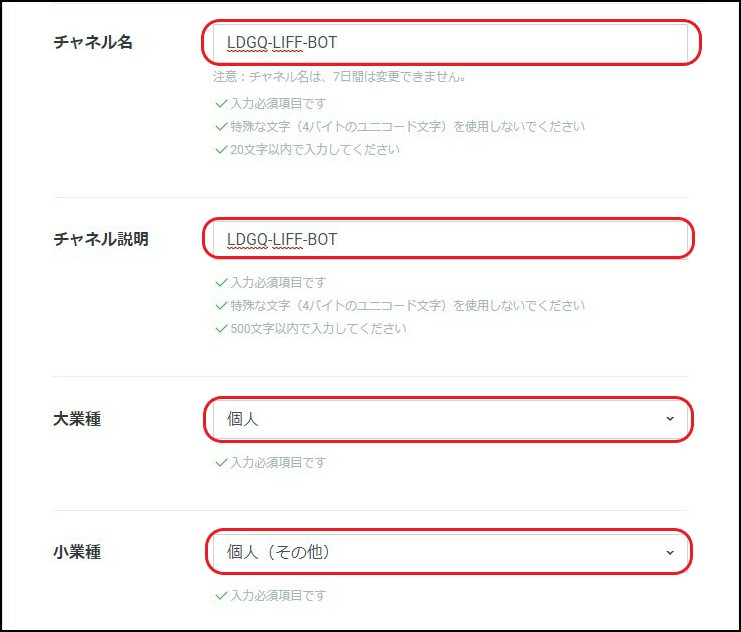 チャネル名
LDGQ-LIFF-BOT
注意：チャネル名は、7日間は変更できません。
入力必須項目です
特殊な文字（4バイトのユニコード文字）を使用しないでください
20文字以内で入力してください
チャネル説明
LDGQ-LIFF-BOT
入力必須項目です
特殊な文字（4バイトのユニコード文字）を使用しないでください
500文字以内で入力してください
大業種
個人
入力必須項目です
小業種
個人（その他）
入力必須項目です